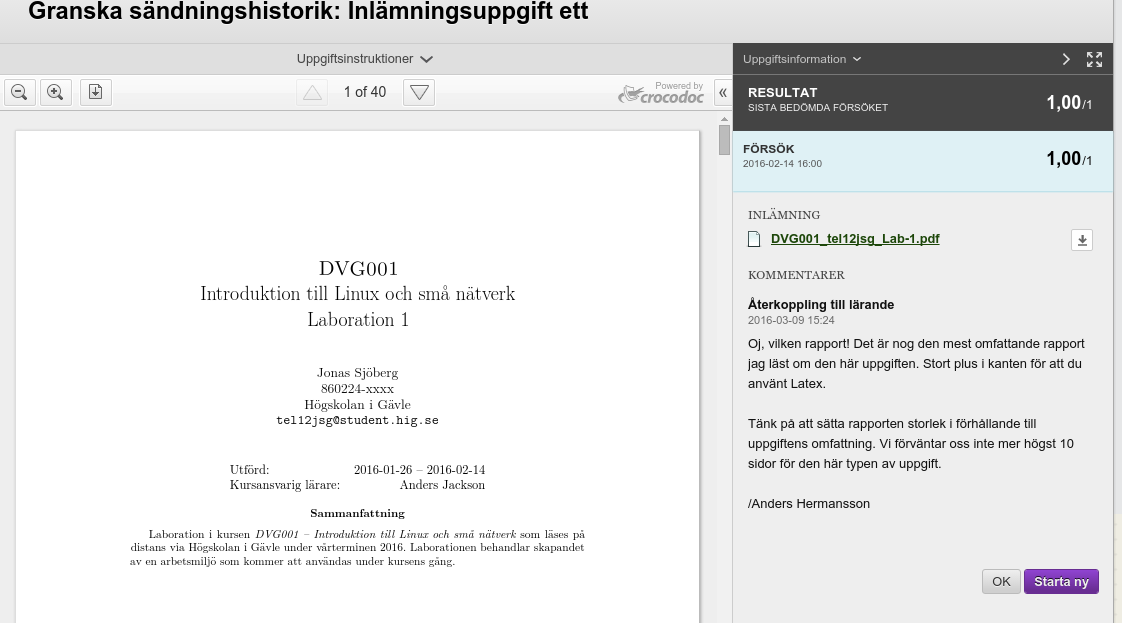 Granska sändningshistorik: Inlämningsuppgift ett
Uppgiftsinstruktioner
1 of 40
Powered by
crocodoc
«
DVG001
Introduktion till Linux och små nätverk
Laboration 1
Jonas Sjöberg
860224-xxxx
Högskolan i Gävle
tel12jsg@student.hig.se
Utförd: 2016-01-26 – 2016-02-14
Kursansvarig lärare: Anders Jackson
Sammanfattning
Laboration i kursen DVG001 – Introduktion till Linux och små nätverk som läses på
distans via Högskolan i Gävle under vårterminen 2016. Laborationen behandlar skapandet
av en arbetsmiljö som kommer att användas under kursens gång.
Uppgiftsinformation
RESULTAT
SISTA BEDÖMDA FÖRSÖKET
1,00/1
FÖRSÖK
2016-02-14 16:00
1,00/1
INLÄMNING
DVG001_tel12jsg_Lab-1.pdf
KOMMENTARER
Återkoppling till lärande
2016-03-09 15:24
Oj, vilken rapport! Det är nog den mest omfattande rapport
jag läst om den här uppgiften. Stort plus i kanten för att du
använt Latex.
Tänk på att sätta rapporten storlek i förhållande till
uppgiftens omfattning. Vi förväntar oss inte mer högst 10
sidor för den här typen av uppgift.
/Anders Hermansson
OK
Starta ny